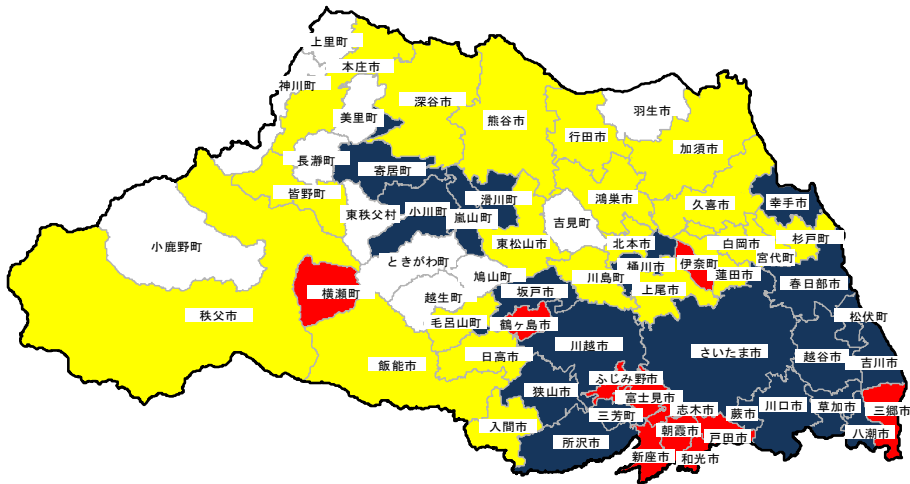 上里町
本庄市
神川町
美里町
深谷市
熊谷市
行田市
羽生市
加須市
長瀞町
寄居町
皆野町
滑川町
小川町
嵐山町
東秩父村
小鹿野町
ときがわ町
鳩山町
越生町
横瀬町
秩父市
東松山市
吉見町
鴻巣市
久喜市
幸手市
北本市
白岡市
杉戸町
宮代町
桶川市
伊奈町
蓮田市
川島町
上尾市
春日部市
坂戸市
毛呂山町
鶴ヶ島市
日高市
川越市
さいたま市
松伏町
越谷市
吉川市
飯能市
狭山市
ふじみ野市
富士見市
三芳町
志木市
蕨市
川口市
草加市
三郷市
八潮市
入間市
所沢市
朝霞市
戸田市
新座市
和光市